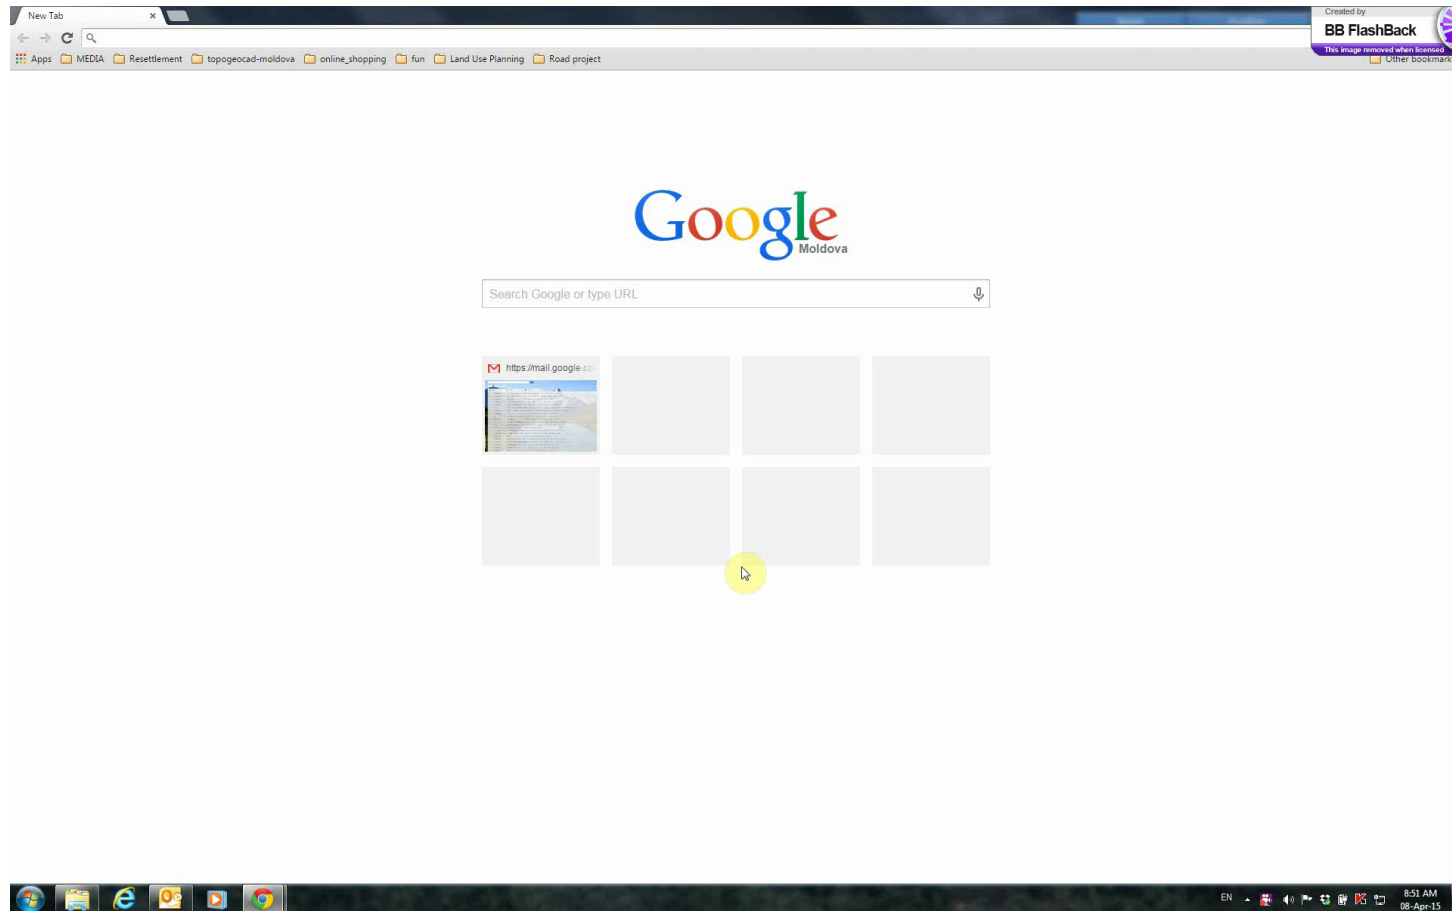 New Tab
Created by
BB FlashBack
This image removed when licensed
Apps MEDIA Resettlement topogeocad-moldova online_shopping fun Land Use Planning Road project
Other bookmark
Google
Moldova
Search Google or type URL
https://mail.google.co
EN
8:51 AM
08-Apr-15